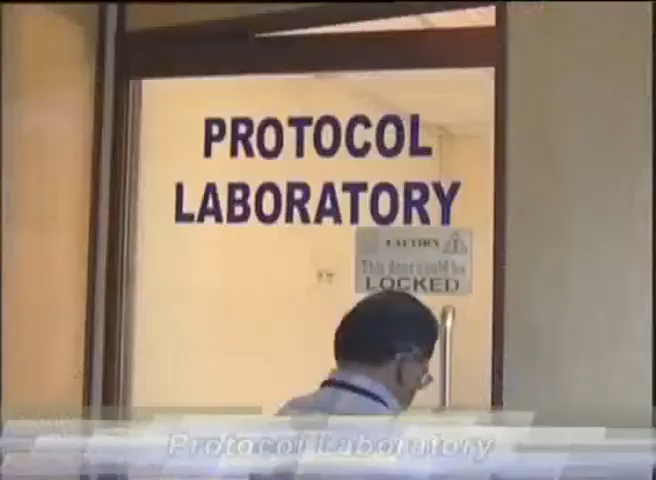 PROTOCOL
LABORATORY
CAUTION
This door could be
LOCKED
Protocol Laboratory